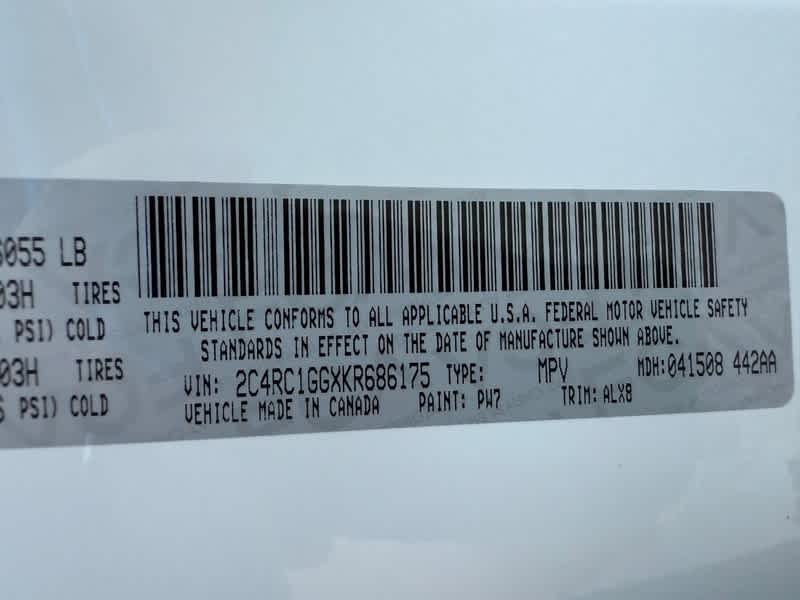 6055 LB
03H TIRES
PSI) COLD
03H TIRES
PSI) COLD
THIS VEHICLE CONFORMS TO ALL APPLICABLE U.S.A. FEDERAL MOTOR VEHICLE SAFETY
STANDARDS IN EFFECT ON THE DATE OF MANUFACTURE SHOWN ABOVE.
VIN: 2C4RC1GGXKR686175 TYPE: MPV MDH:041508 442AA
VEHICLE MADE IN CANADA PAINT: PW7 TRIM: ALX8